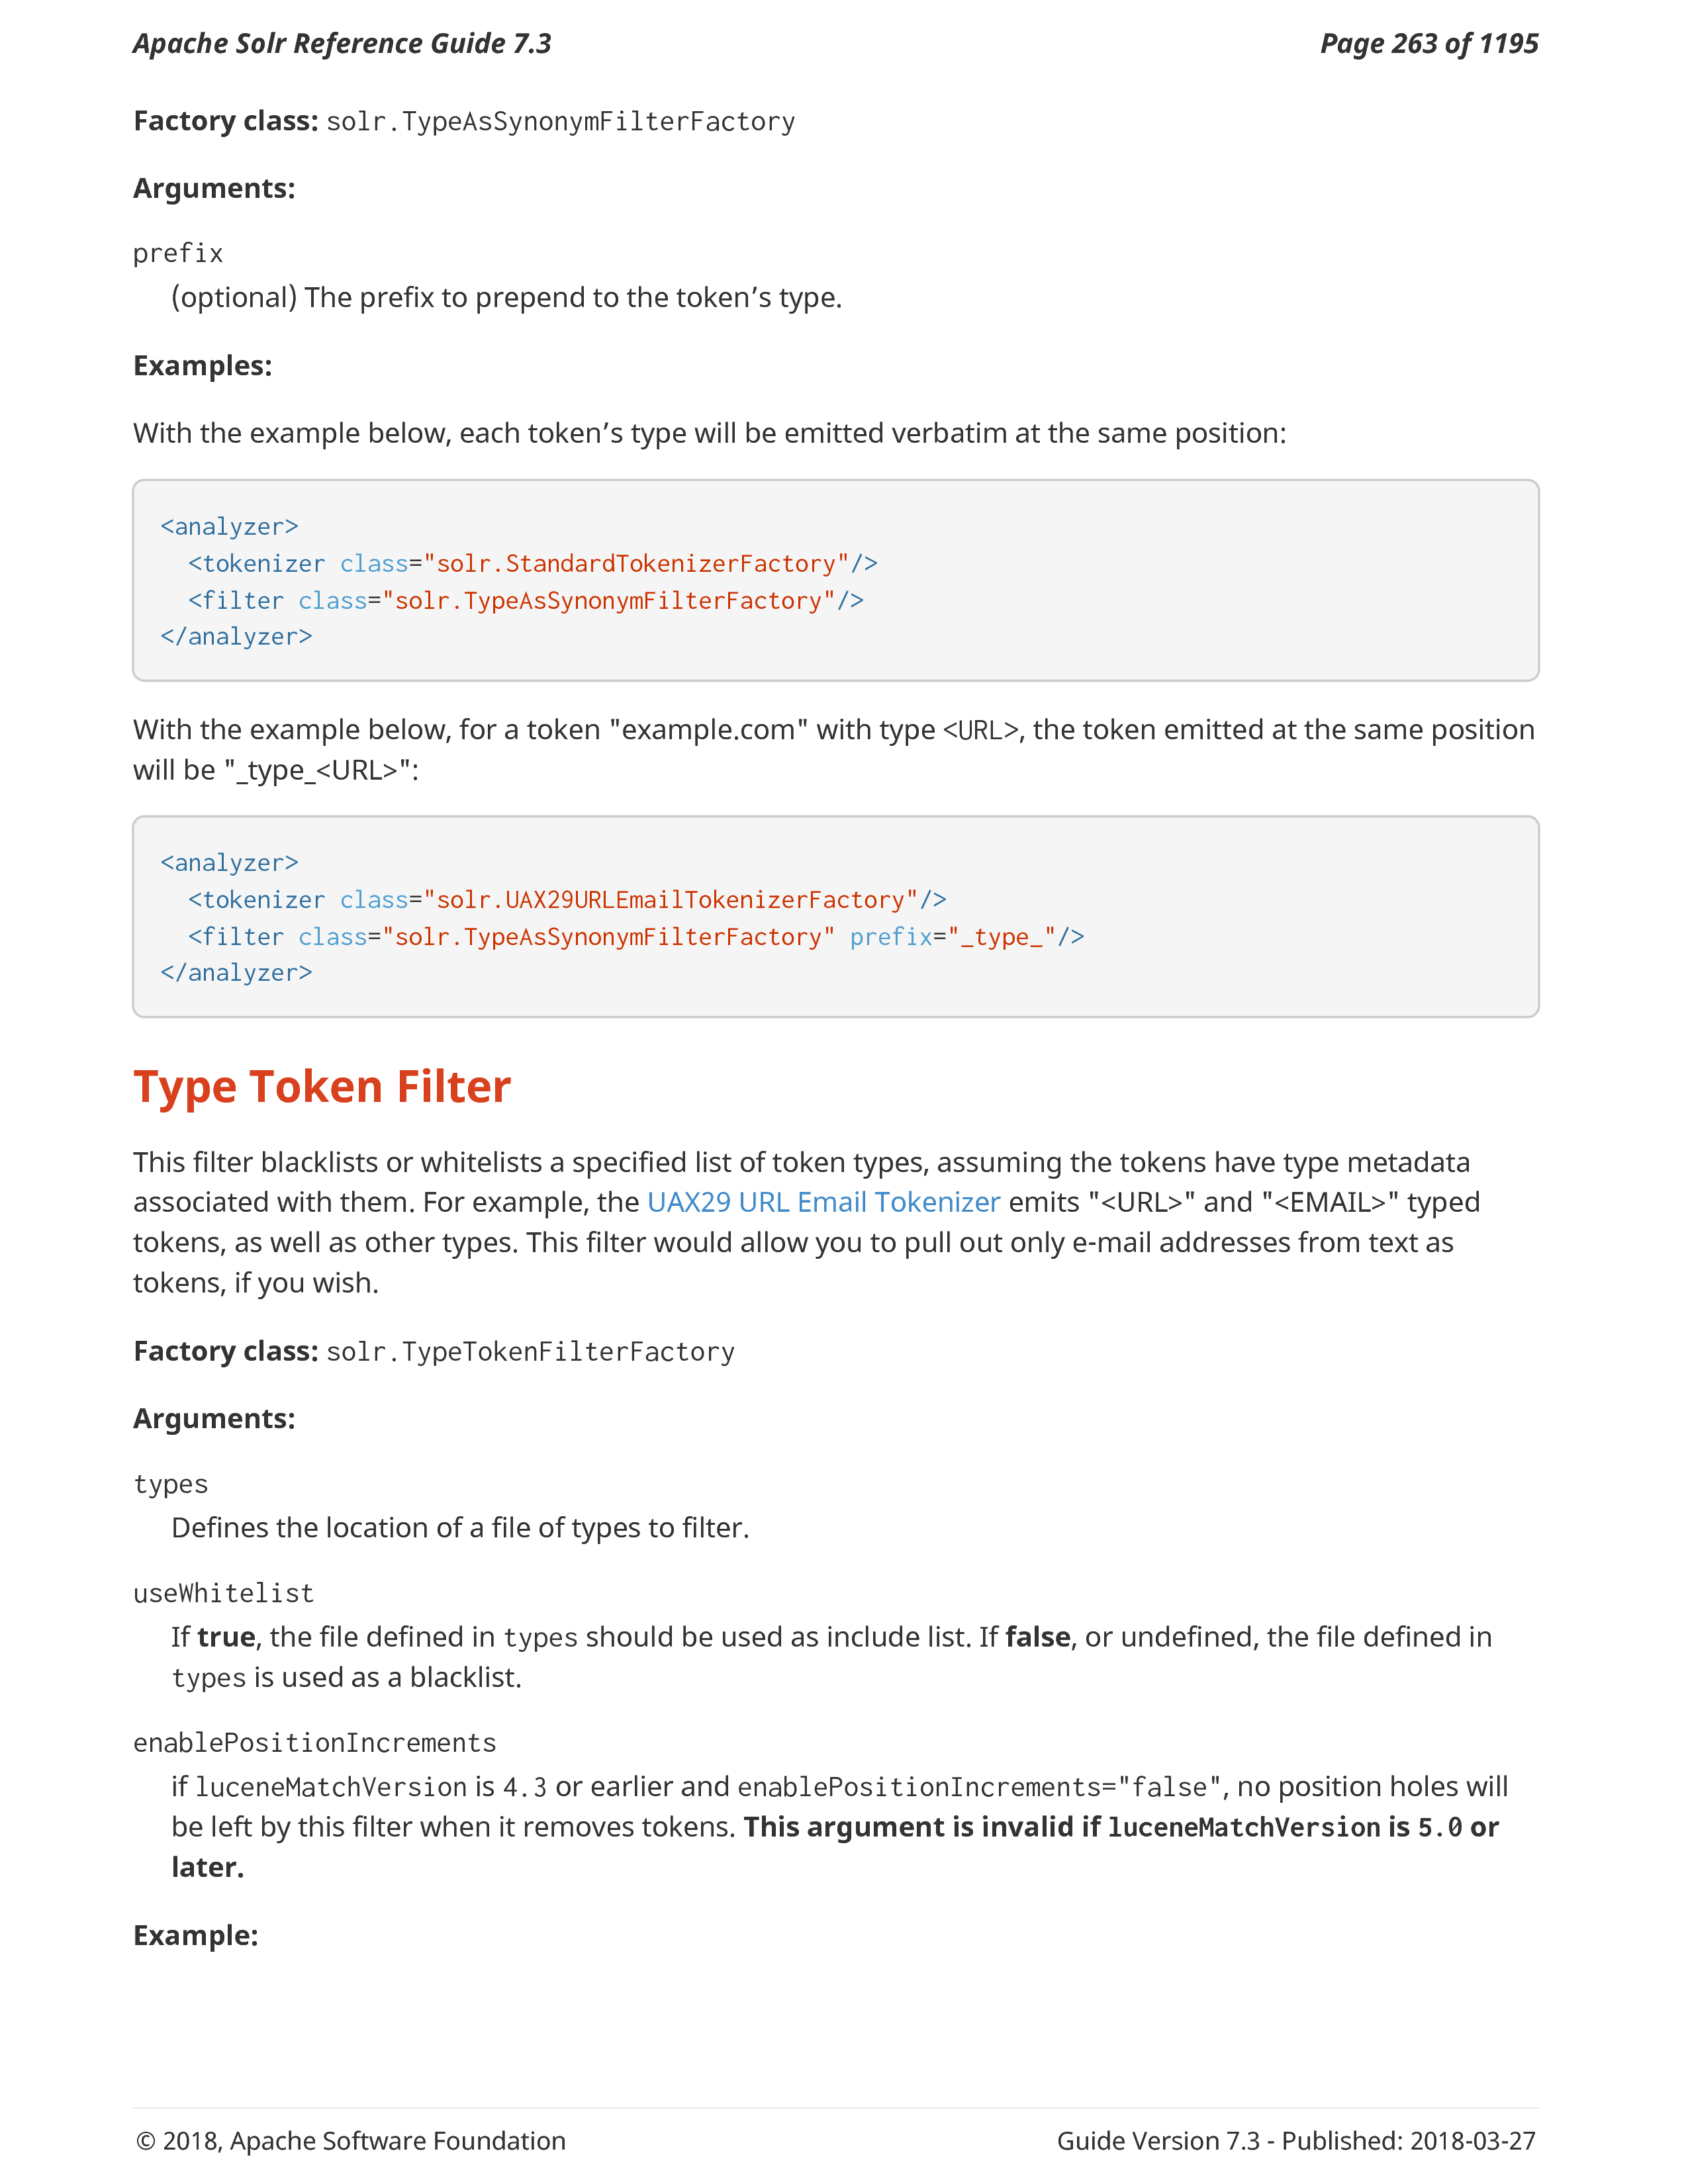 Apache Solr Reference Guide 7.3 Page 263 of 1195
Factory class: solr.TypeAsSynonymFilterFactory
Arguments:
prefix
(optional) The prefix to prepend to the token’s type.
Examples:
With the example below, each token’s type will be emitted verbatim at the same position:
<analyzer>
  <tokenizer class="solr.StandardTokenizerFactory"/>
  <filter class="solr.TypeAsSynonymFilterFactory"/>
</analyzer>
With the example below, for a token "example.com" with type <URL>, the token emitted at the same position
will be "_type_<URL>":
<analyzer>
  <tokenizer class="solr.UAX29URLEmailTokenizerFactory"/>
  <filter class="solr.TypeAsSynonymFilterFactory" prefix="_type_"/>
</analyzer>
Type Token Filter
This filter blacklists or whitelists a specified list of token types, assuming the tokens have type metadata
associated with them. For example, the UAX29 URL Email Tokenizer emits "<URL>" and "<EMAIL>" typed
tokens, as well as other types. This filter would allow you to pull out only e-mail addresses from text as
tokens, if you wish.
Factory class: solr.TypeTokenFilterFactory
Arguments:
types
Defines the location of a file of types to filter.
useWhitelist
If true, the file defined in types should be used as include list. If false, or undefined, the file defined in
types is used as a blacklist.
enablePositionIncrements
if luceneMatchVersion is 4.3 or earlier and enablePositionIncrements="false", no position holes will
be left by this filter when it removes tokens. This argument is invalid if luceneMatchVersion is 5.0 or
later.
Example:
© 2018, Apache Software Foundation Guide Version 7.3 - Published: 2018-03-27